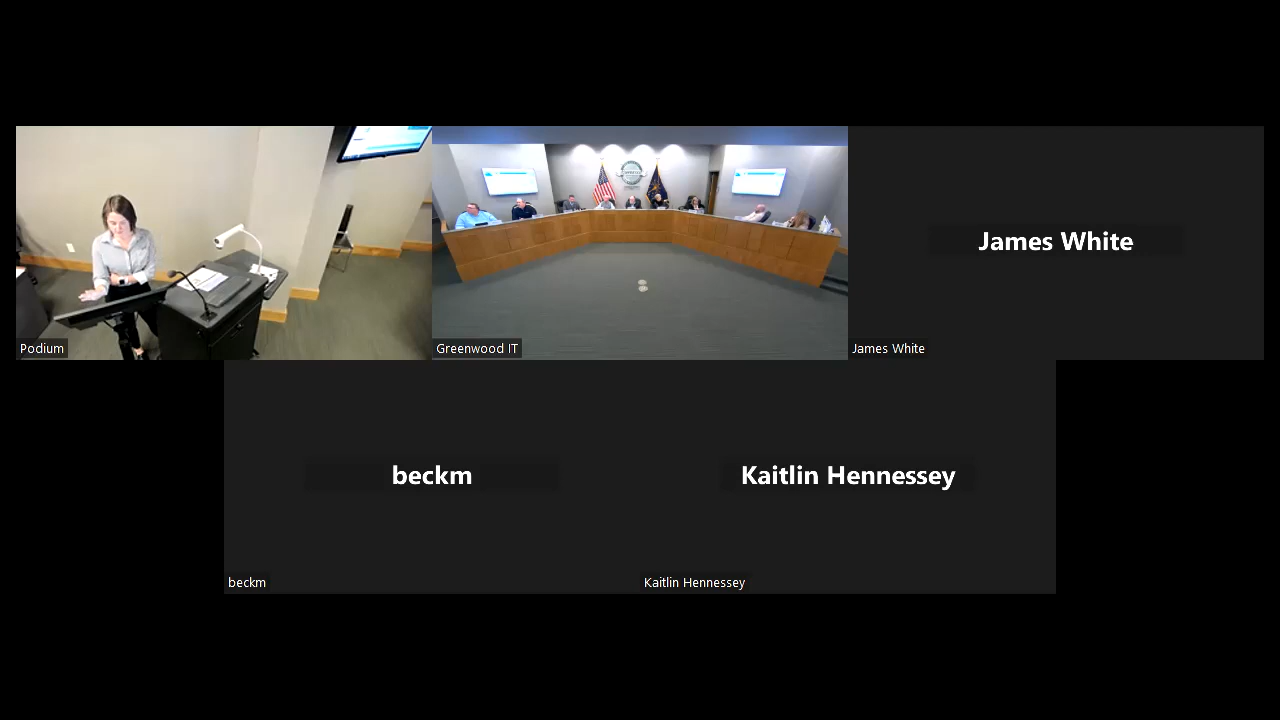 Podium
Greenwood IT
James White
James White
beckm
Kaitlin Hennessey
beckm
Kaitlin Hennessey